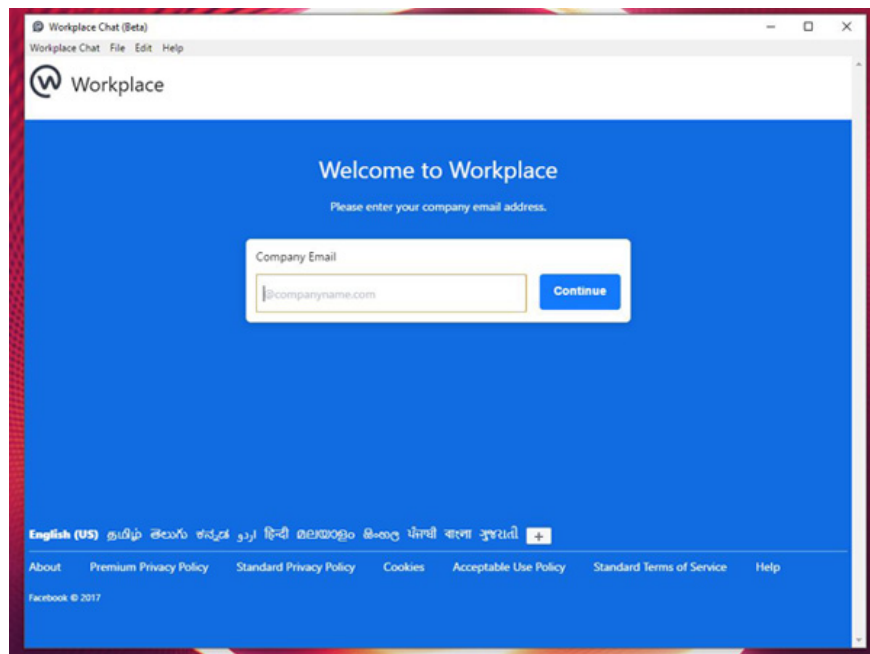 Workplace Chat (Beta)
Workplace Chat File Edit Help
Workplace
Welcome to Workplace
Please enter your company email address.
Company Email
@companyname.com
Continue
English (US) தமிழ் తెలుగు ಕನ್ನಡ اردو हिन्दी മലയാളം සිංහල ਪੰਜਾਬੀ বাংলা ગુજરાતી +
About Premium Privacy Policy Standard Privacy Policy Cookies Acceptable Use Policy Standard Terms of Service Help
Facebook © 2017